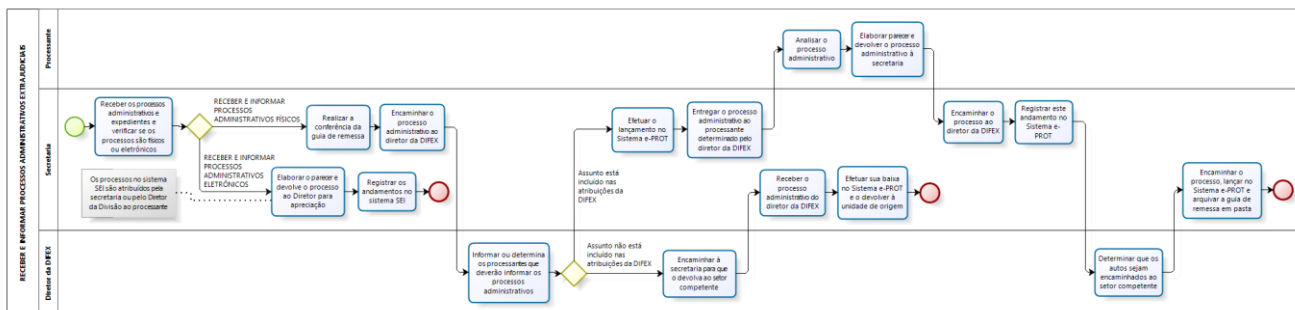 RECEBER E INFORMAR PROCESSOS ADMINISTRATIVOS EXTRAJUDICIAIS
Processante
Analisar o
processo
administrativo
Elaborar parecer e
devolver o processo
administrativo à
secretaria
Secretaria
Receber os processos
administrativos e
expedientes e
verificar se os
processos são físicos
ou eletrônicos
RECEBER E INFORMAR
PROCESSOS
ADMINISTRATIVOS FÍSICOS
Realizar a
conferência da
guia de remessa
Encaminhar o
processo
administrativo ao
diretor da DIFEX
RECEBER E INFORMAR
PROCESSOS
ADMINISTRATIVOS
ELETRÔNICOS
Os processos no sistema
SEI são atribuídos pela
secretaria ou pelo Diretor
da Divisão ao processante
Elaborar o parecer e
devolve o processo
ao Diretor para
apreciação
Registrar os
andamentos no
sistema SEI
Assunto está
incluído nas
atribuições da
DIFEX
Efetuar o
lançamento no
Sistema e-PROT
Entregar o processo
administrativo ao
processante
determinado pelo
diretor da DIFEX
Receber o
processo
administrativo do
diretor da DIFEX
Efetuar sua baixa
no Sistema e-PROT
e o devolver à
unidade de origem
Encaminhar o
processo ao diretor
da DIFEX
Registrar este
andamento no
Sistema e-
PROT
Encaminhar o
processo, lançar no
Sistema e-PROT e
arquivar a guia de
remessa em pasta
Diretor da DIFEX
Informar ou determina
os processantes que
deverão informar os
processos
administrativos
Assunto não está
incluído nas
atribuições da DIFEX
Encaminhar à
secretaria para que
o devolva ao setor
competente
Determinar que os
autos sejam
encaminhados ao
setor competente